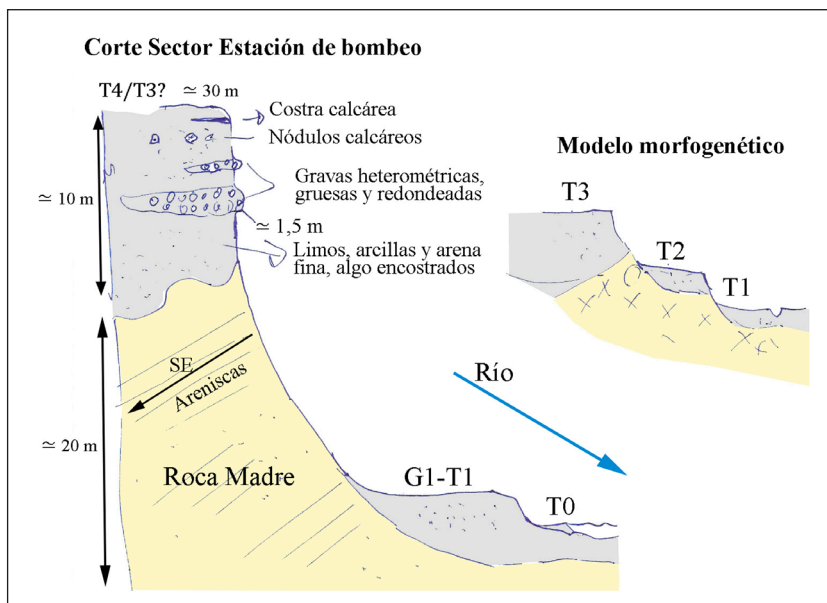 Corte Sector Estación de bombeo
T4/T3? ≃ 30 m
Costra calcárea
Nódulos calcáreos
Gravas heterométricas,
gruesas y redondeadas
≃ 10 m
≃ 1,5 m
Limos, arcillas y arena
fina, algo encostrados
SE
Areniscas
≃ 20 m
Roca Madre
G1-T1
T0
Modelo morfogenético
T3
T2
T1
Río